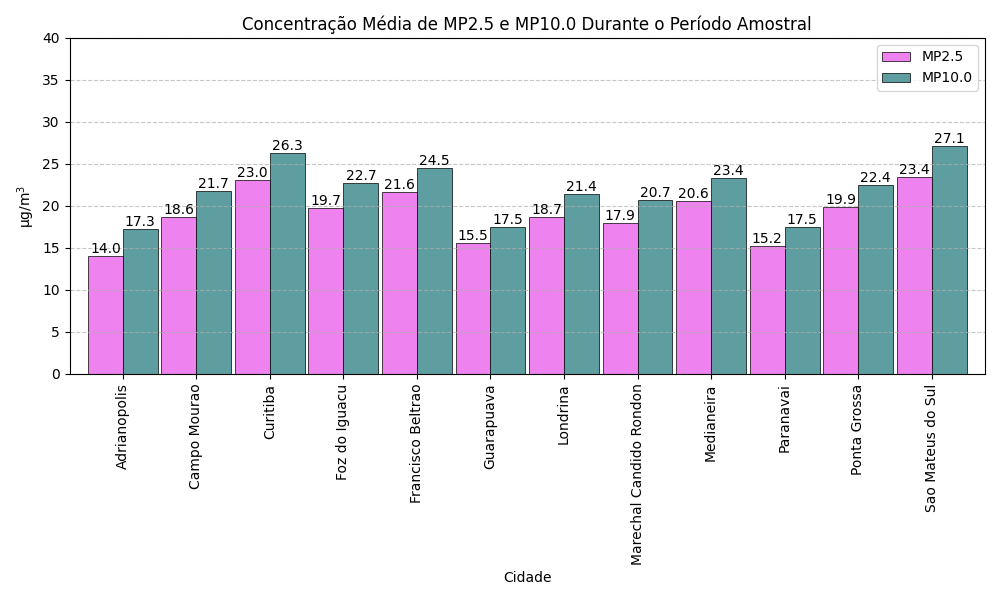 Concentração Média de MP2.5 e MP10.0 Durante o Período Amostral
MP2.5
MP10.0
µg/m³
40
35
30
25
20
15
10
5
0
14.0
17.3
18.6
21.7
23.0
26.3
19.7
22.7
21.6
24.5
15.5
17.5
18.7
21.4
17.9
20.7
20.6
23.4
15.2
17.5
19.9
22.4
23.4
27.1
Adrianopolis
Campo Mourao
Curitiba
Foz do Iguacu
Francisco Beltrao
Guarapuava
Londrina
Marechal Candido Rondon
Medianeira
Paranavai
Ponta Grossa
Sao Mateus do Sul
Cidade